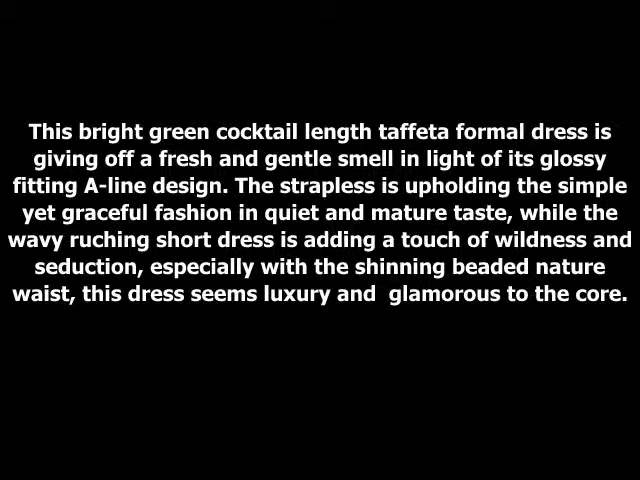 This bright green cocktail length taffeta formal dress is
giving off a fresh and gentle smell in light of its glossy
fitting A-line design. The strapless is upholding the simple
yet graceful fashion in quiet and mature taste, while the
wavy ruching short dress is adding a touch of wildness and
seduction, especially with the shinning beaded nature
waist, this dress seems luxury and  glamorous to the core.